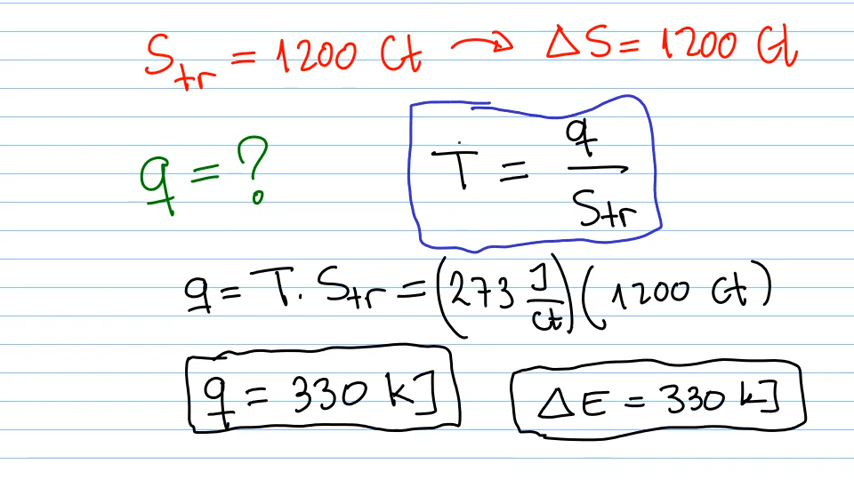 S_tr = 1200 Ct → ΔS = 1200 Ct
q = ?
T = q / S_tr
q = T · S_tr = (273 J/Ct)(1200 Ct)
q = 330 kJ
ΔE = 330 kJ